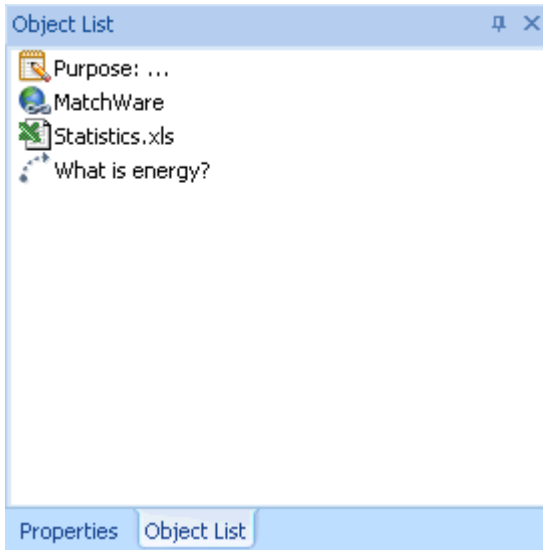 Object List
Purpose: ...
MatchWare
Statistics.xls
What is energy?
Properties Object List